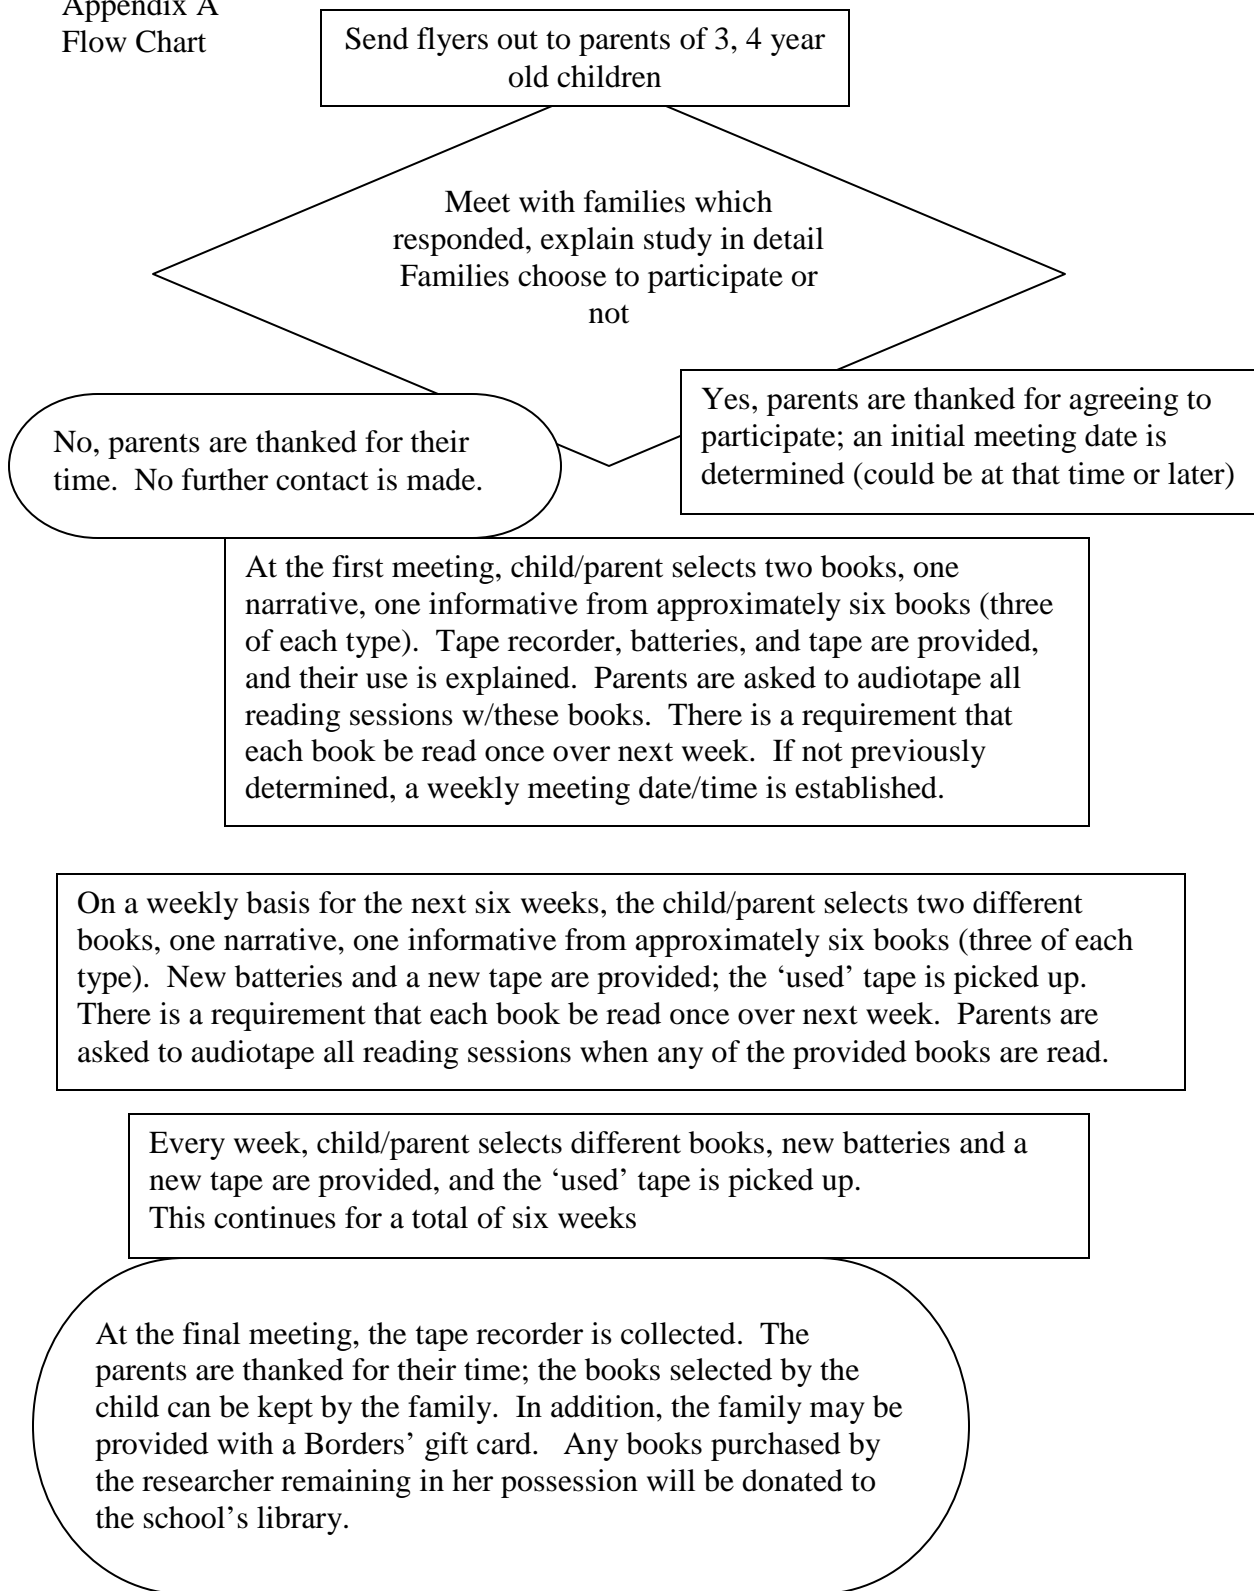 Appendix A
Flow Chart
Send flyers out to parents of 3, 4 year
old children
Meet with families which
responded, explain study in detail
Families choose to participate or
not
No, parents are thanked for their
time.  No further contact is made.
Yes, parents are thanked for agreeing to
participate; an initial meeting date is
determined (could be at that time or later)
At the first meeting, child/parent selects two books, one
narrative, one informative from approximately six books (three
of each type).  Tape recorder, batteries, and tape are provided,
and their use is explained.  Parents are asked to audiotape all
reading sessions w/these books.  There is a requirement that
each book be read once over next week.  If not previously
determined, a weekly meeting date/time is established.
On a weekly basis for the next six weeks, the child/parent selects two different
books, one narrative, one informative from approximately six books (three of each
type).  New batteries and a new tape are provided; the ‘used’ tape is picked up.
There is a requirement that each book be read once over next week.  Parents are
asked to audiotape all reading sessions when any of the provided books are read.
Every week, child/parent selects different books, new batteries and a
new tape are provided, and the ‘used’ tape is picked up.
This continues for a total of six weeks
At the final meeting, the tape recorder is collected.  The
parents are thanked for their time; the books selected by the
child can be kept by the family.  In addition, the family may be
provided with a Borders’ gift card.   Any books purchased by
the researcher remaining in her possession will be donated to
the school’s library.